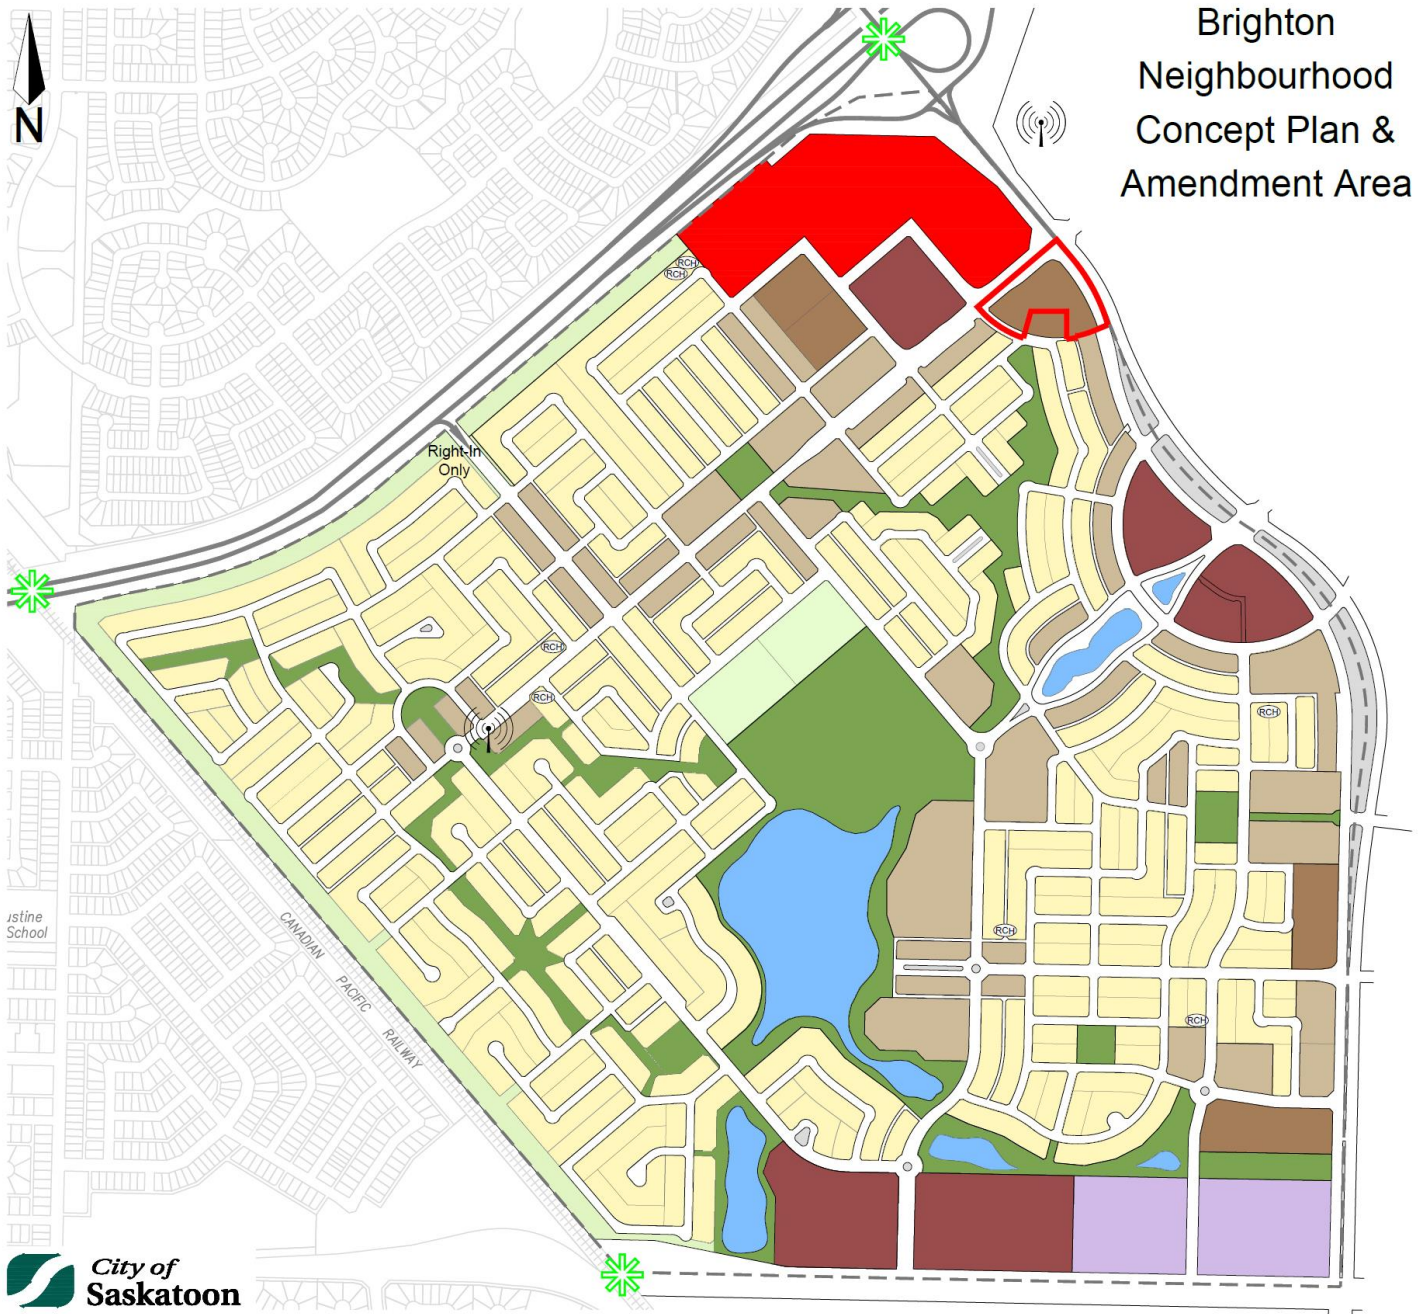 Brighton
Neighbourhood
Concept Plan &
Amendment Area
N
RCH
RCH
Right-In
Only
RCH
RCH
RCH
ustine
School
CANADIAN PACIFIC RAILWAY
RCH
RCH
City of
Saskatoon